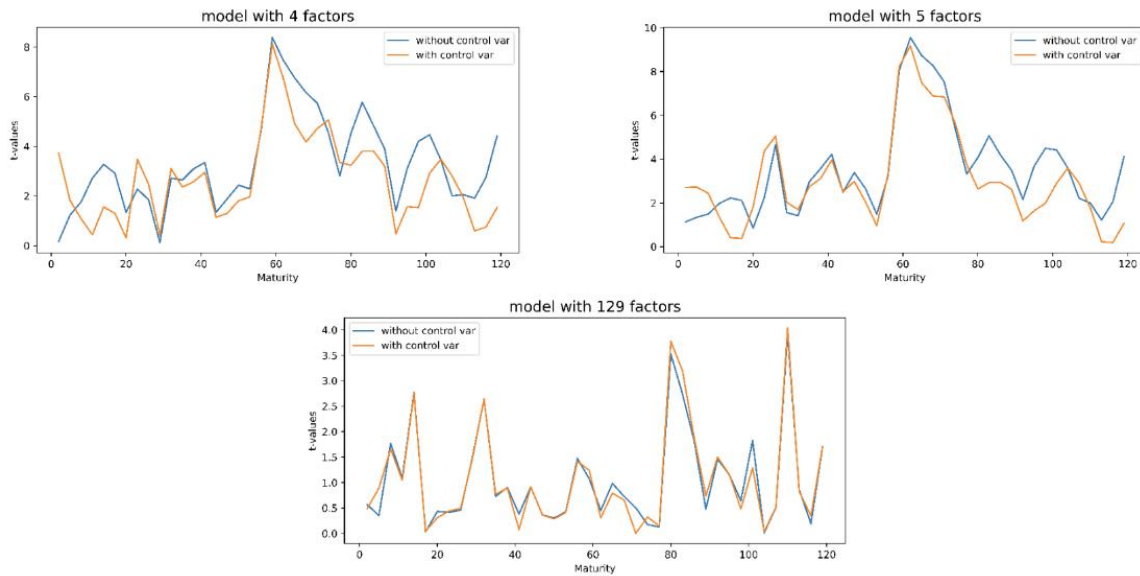 model with 4 factors
without control var
with control var
t-values
8
6
4
2
0
0 20 40 60 80 100 120
Maturity
model with 5 factors
without control var
with control var
t-values
10
8
6
4
2
0
0 20 40 60 80 100 120
Maturity
model with 129 factors
without control var
with control var
t-values
4.0
3.5
3.0
2.5
2.0
1.5
1.0
0.5
0.0
0 20 40 60 80 100 120
Maturity